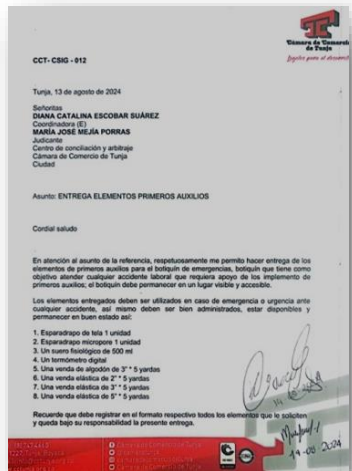 Cámara de Comercio
de Tunja
CCT- CSIG - 012
Tunja, 13 de agosto de 2024
Señoritas
DIANA CATALINA ESCOBAR SUÁREZ
Coordinadora (E)
MARÍA JOSÉ MEJÍA PORRAS
Judicante
Centro de conciliación y arbitraje
Cámara de Comercio de Tunja
Ciudad
Asunto: ENTREGA ELEMENTOS PRIMEROS AUXILIOS
Cordial saludo
En atención al asunto de la referencia, respetuosamente me permito hacer entrega de los
elementos de primeros auxilios para el botiquín de emergencias, botiquín que tiene como
objetivo atender cualquier accidente laboral que requiera apoyo de los implemento de
primeros auxilios; el botiquín debe permanecer en un lugar visible y accesible.
Los elementos entregados deben ser utilizados en caso de emergencia o urgencia ante
cualquier accidente, así mismo deben ser bien administrados, estar disponibles y
permanecer en buen estado así:
1. Esparadrapo de tela 1 unidad
2. Esparadrapo micropore 1 unidad
3. Un suero fisiológico de 500 ml
4. Un termómetro digital
5. Una venda de algodón de 3" * 5 yardas
6. Una venda elástica de 2" * 5 yardas
7. Una venda elástica de 3" * 5 yardas
8. Una venda elástica de 5" * 5 yardas
Recuerde que debe registrar en el formato respectivo todos los elementos que le soliciten
y queda bajo su responsabilidad la presente entrega.
14-08-2024